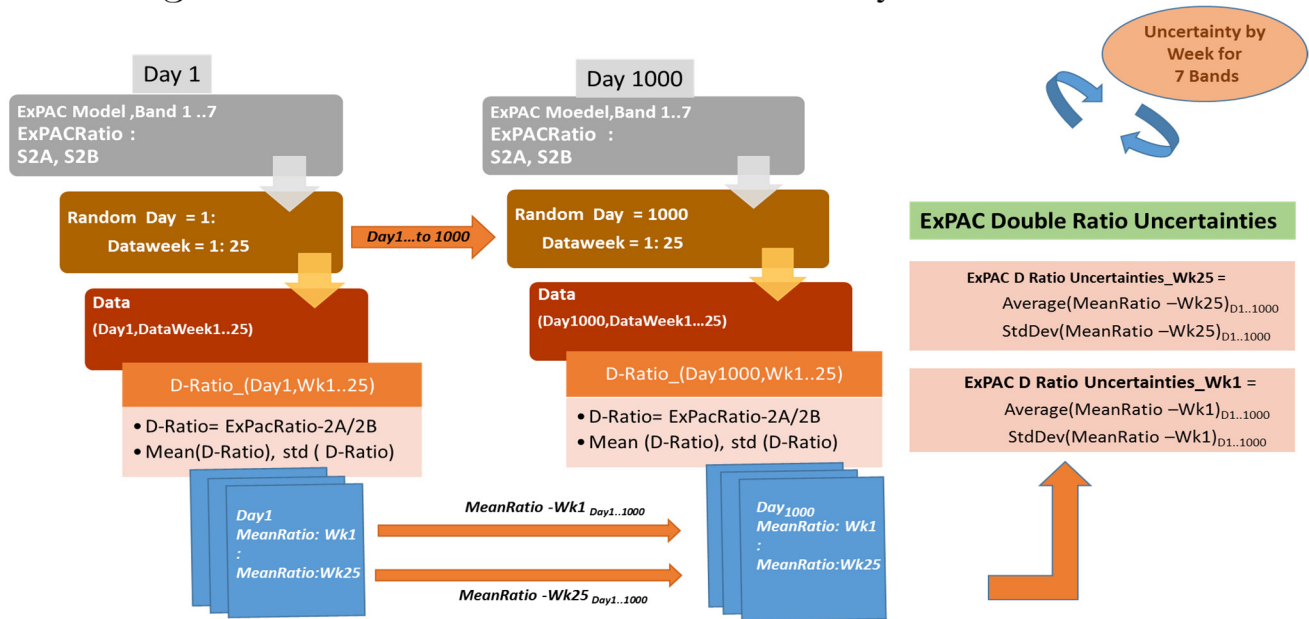 Day 1
ExPAC Model ,Band 1 ..7
ExPACRatio :
S2A, S2B
Random Day = 1:
Dataweek = 1: 25
Data
(Day1,DataWeek1..25)
D-Ratio_(Day1,Wk1..25)
• D-Ratio= ExPacRatio-2A/2B
• Mean(D-Ratio), std ( D-Ratio)
Day1
MeanRatio: Wk1
:
MeanRatio:Wk25
Day1...to 1000
MeanRatio -Wk1 Day1..1000
MeanRatio -Wk25 Day1..1000
Day 1000
ExPAC Moedel,Band 1..7
ExPACRatio :
S2A, S2B
Random Day = 1000
Dataweek = 1: 25
Data
(Day1000,DataWeek1...25)
D-Ratio_(Day1000,Wk1..25)
• D-Ratio= ExPacRatio-2A/2B
• Mean (D-Ratio), std (D-Ratio)
Day1000
MeanRatio: Wk1
:
MeanRatio:Wk25
Uncertainty by
Week for
7 Bands
ExPAC Double Ratio Uncertainties
ExPAC D Ratio Uncertainties_Wk25 =
Average(MeanRatio –Wk25)D1..1000
StdDev(MeanRatio –Wk25)D1..1000
ExPAC D Ratio Uncertainties_Wk1 =
Average(MeanRatio –Wk1)D1..1000
StdDev(MeanRatio –Wk1)D1..1000